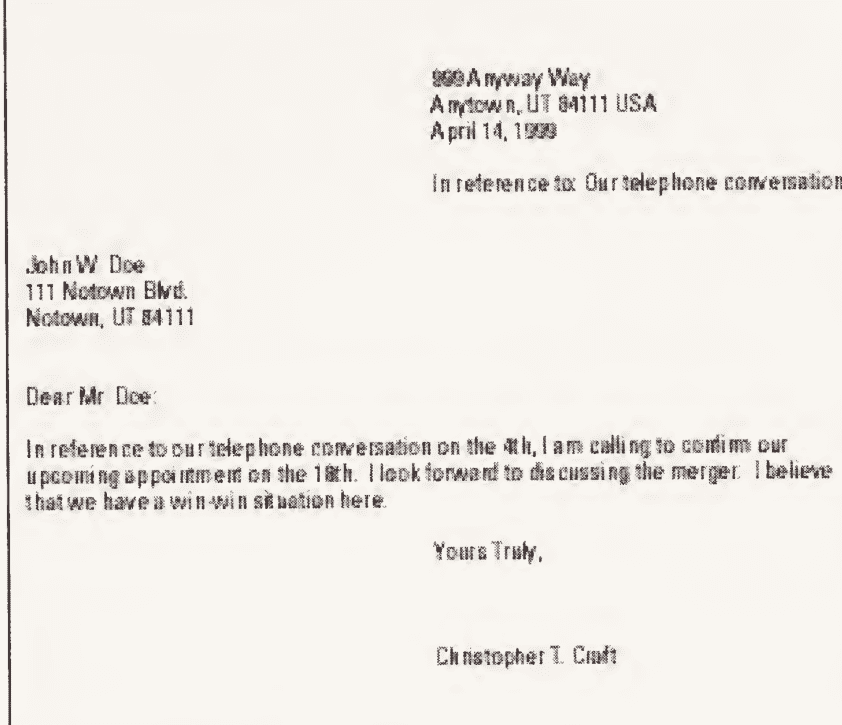 999 Anyway Way
Anytown, UT 84111 USA
April 14, 1999
In reference to: Our telephone conversation
John W. Doe
111 Notown Blvd.
Notown, UT 84111
Dear Mr. Doe:
In reference to our telephone conversation on the 4th, I am calling to confirm our
upcoming appointment on the 18th. I look forward to discussing the merger. I believe
that we have a win-win situation here.
Yours Truly,
Christopher T. Craft